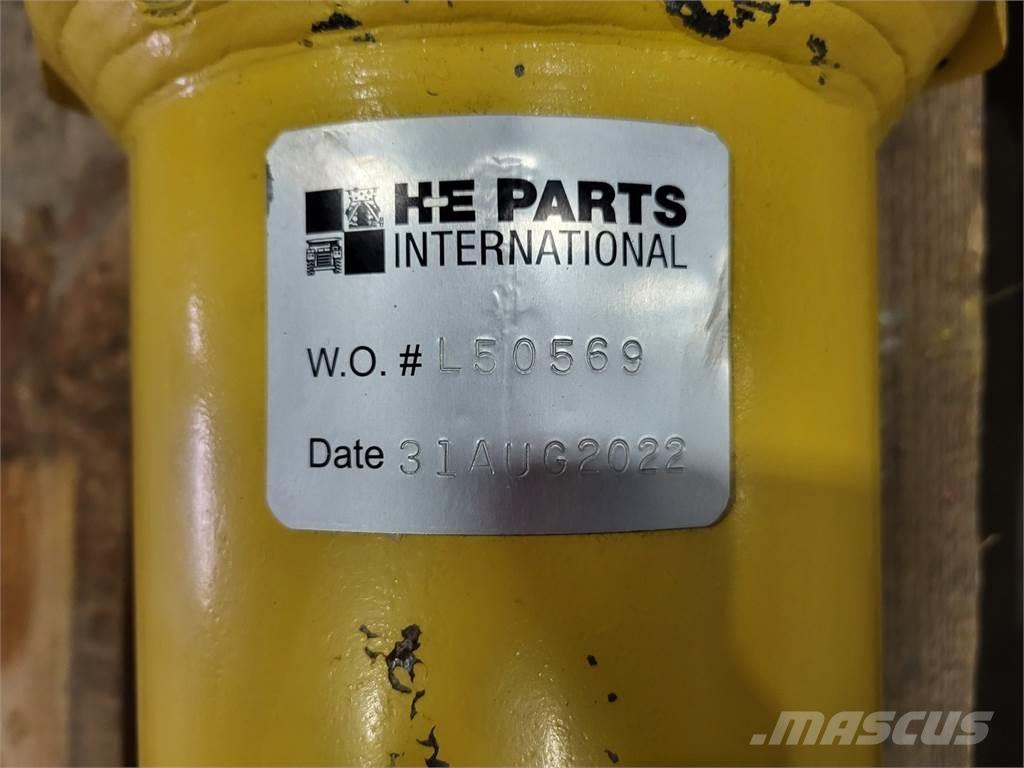 H-E PARTS
INTERNATIONAL
W.O. # L50569
Date 31AUG2022
MASCUS